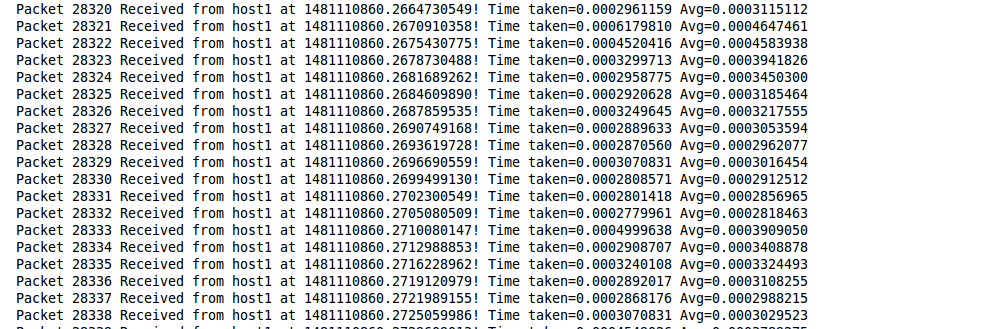 Packet 28320 Received from host1 at 1481110860.2664730549! Time taken=0.0002961159 Avg=0.0003115112
Packet 28321 Received from host1 at 1481110860.2670910358! Time taken=0.0006179810 Avg=0.0004647461
Packet 28322 Received from host1 at 1481110860.2675430775! Time taken=0.0004520416 Avg=0.0004583938
Packet 28323 Received from host1 at 1481110860.2678730488! Time taken=0.0003299713 Avg=0.0003941826
Packet 28324 Received from host1 at 1481110860.2681689262! Time taken=0.0002958775 Avg=0.0003450300
Packet 28325 Received from host1 at 1481110860.2684609890! Time taken=0.0002920628 Avg=0.0003185464
Packet 28326 Received from host1 at 1481110860.2687859535! Time taken=0.0003249645 Avg=0.0003217555
Packet 28327 Received from host1 at 1481110860.2690749168! Time taken=0.0002889633 Avg=0.0003053594
Packet 28328 Received from host1 at 1481110860.2693619728! Time taken=0.0002870560 Avg=0.0002962077
Packet 28329 Received from host1 at 1481110860.2696690559! Time taken=0.0003070831 Avg=0.0003016454
Packet 28330 Received from host1 at 1481110860.2699499130! Time taken=0.0002808571 Avg=0.0002912512
Packet 28331 Received from host1 at 1481110860.2702300549! Time taken=0.0002801418 Avg=0.0002856965
Packet 28332 Received from host1 at 1481110860.2705080509! Time taken=0.0002779961 Avg=0.0002818463
Packet 28333 Received from host1 at 1481110860.2710080147! Time taken=0.0004999638 Avg=0.0003909050
Packet 28334 Received from host1 at 1481110860.2712988853! Time taken=0.0002908707 Avg=0.0003408878
Packet 28335 Received from host1 at 1481110860.2716228962! Time taken=0.0003240108 Avg=0.0003324493
Packet 28336 Received from host1 at 1481110860.2719120979! Time taken=0.0002892017 Avg=0.0003108255
Packet 28337 Received from host1 at 1481110860.2721989155! Time taken=0.0002868176 Avg=0.0002988215
Packet 28338 Received from host1 at 1481110860.2725059986! Time taken=0.0003070831 Avg=0.0003029523